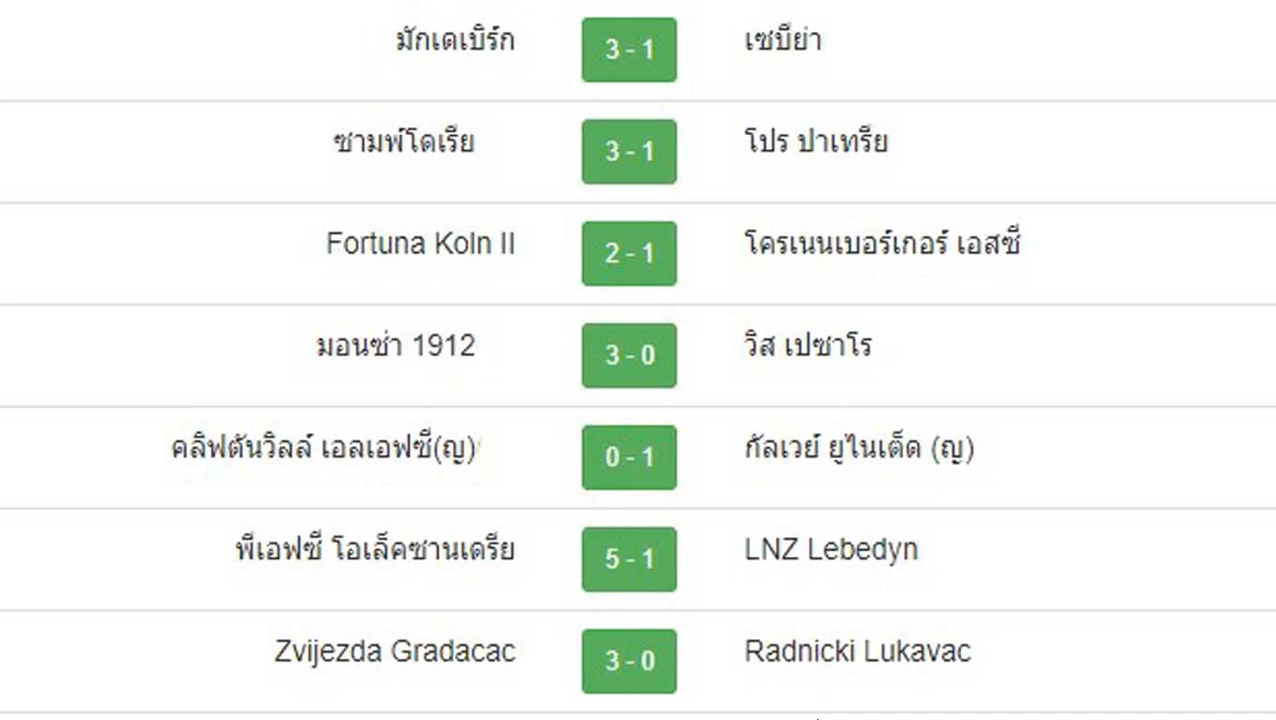 มักเดเบิร์ก 3 - 1 เซบีย่า
ซามพ์โดเรีย 3 - 1 โปร ปาเทรีย
Fortuna Koln II 2 - 1 โครเนนเบอร์เกอร์ เอสซี
มอนซ่า 1912 3 - 0 วิส เปซาโร
คลิฟตันวิลล์ เอลเอฟซี(ญ) 0 - 1 กัลเวย์ ยูไนเต็ด (ญ)
พีเอฟซี โอเล็คซานเดรีย 5 - 1 LNZ Lebedyn
Zvijezda Gradacac 3 - 0 Radnicki Lukavac